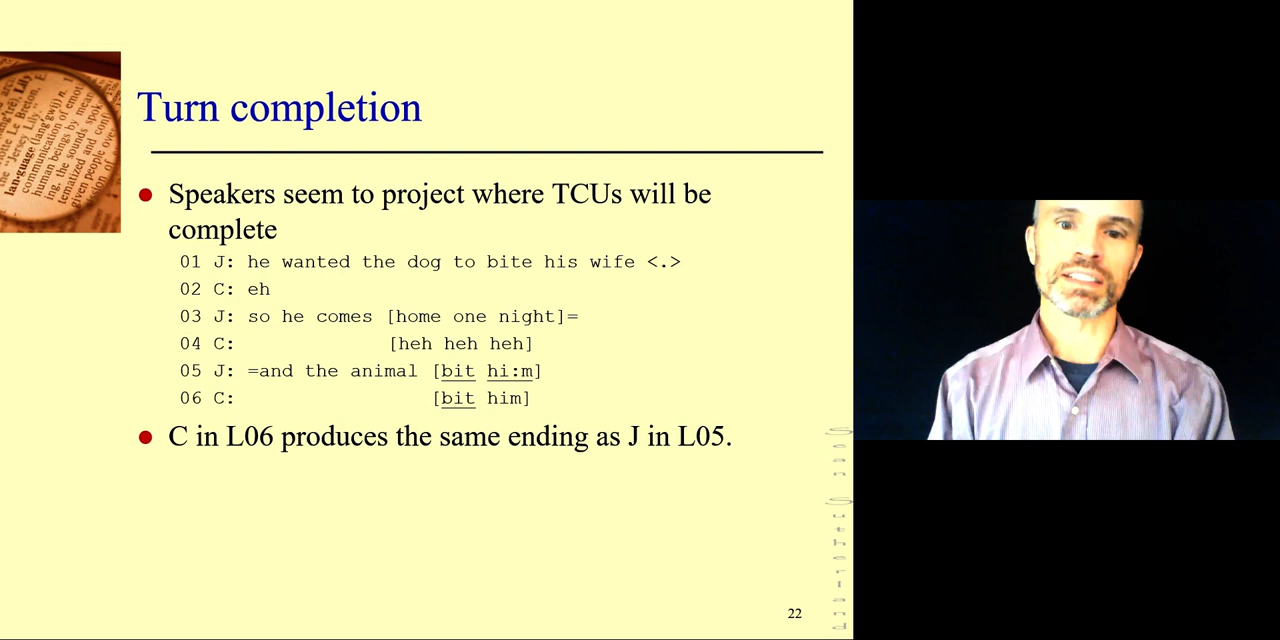 Turn completion
Speakers seem to project where TCUs will be
complete
01 J: he wanted the dog to bite his wife <.>
02 C: eh
03 J: so he comes [home one night]=
04 C: [heh heh heh]
05 J: =and the animal [bit hi:m]
06 C: [bit him]
C in L06 produces the same ending as J in L05.
Sean Sutherland
22